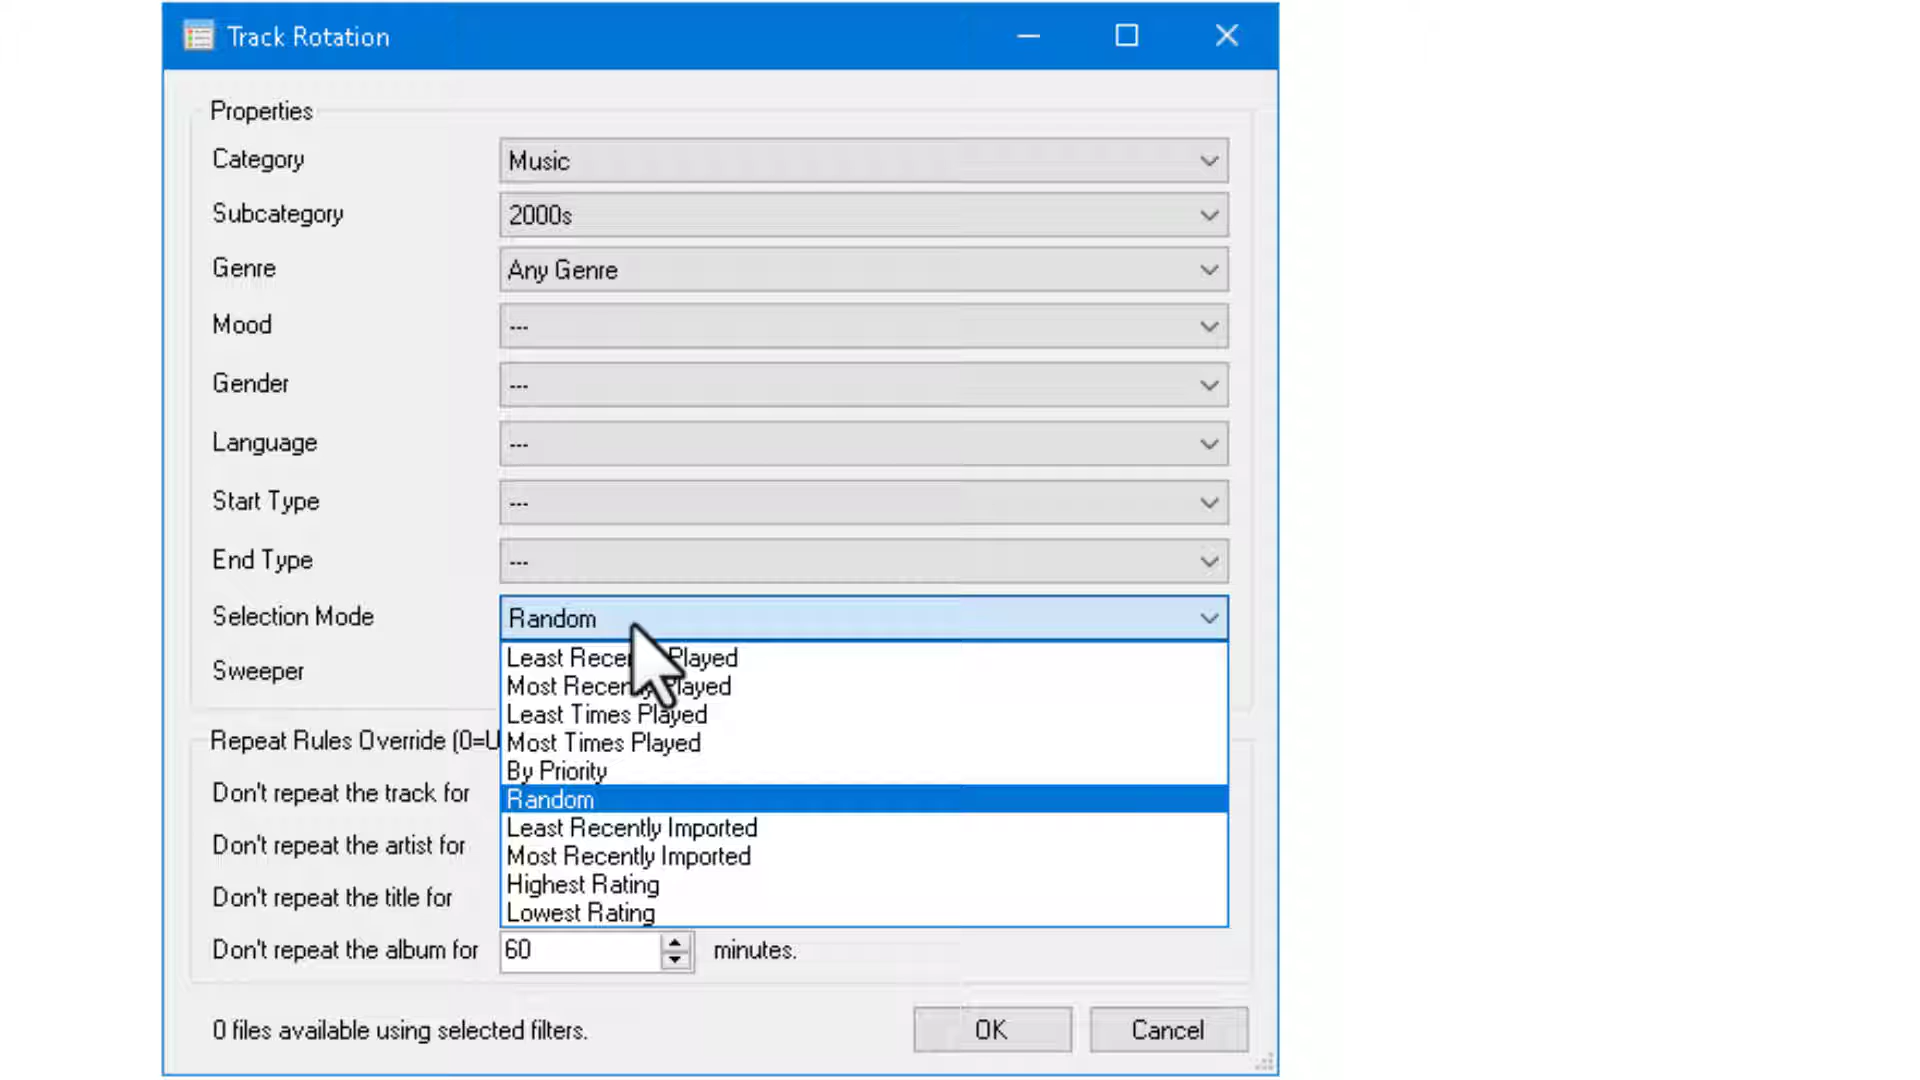 Track Rotation
Properties
Category Music
Subcategory 2000s
Genre Any Genre
Mood ---
Gender ---
Language ---
Start Type ---
End Type ---
Selection Mode Random
Least Played
Sweeper
Most Played
Least Times Played
Repeat Rules Override (0=U
Most Times Played
By Priority
Don't repeat the track for
Random
Least Recently Imported
Don't repeat the artist for
Most Recently Imported
Highest Rating
Don't repeat the title for
Lowest Rating
Don't repeat the album for 60 minutes.
0 files available using selected filters. OK Cancel